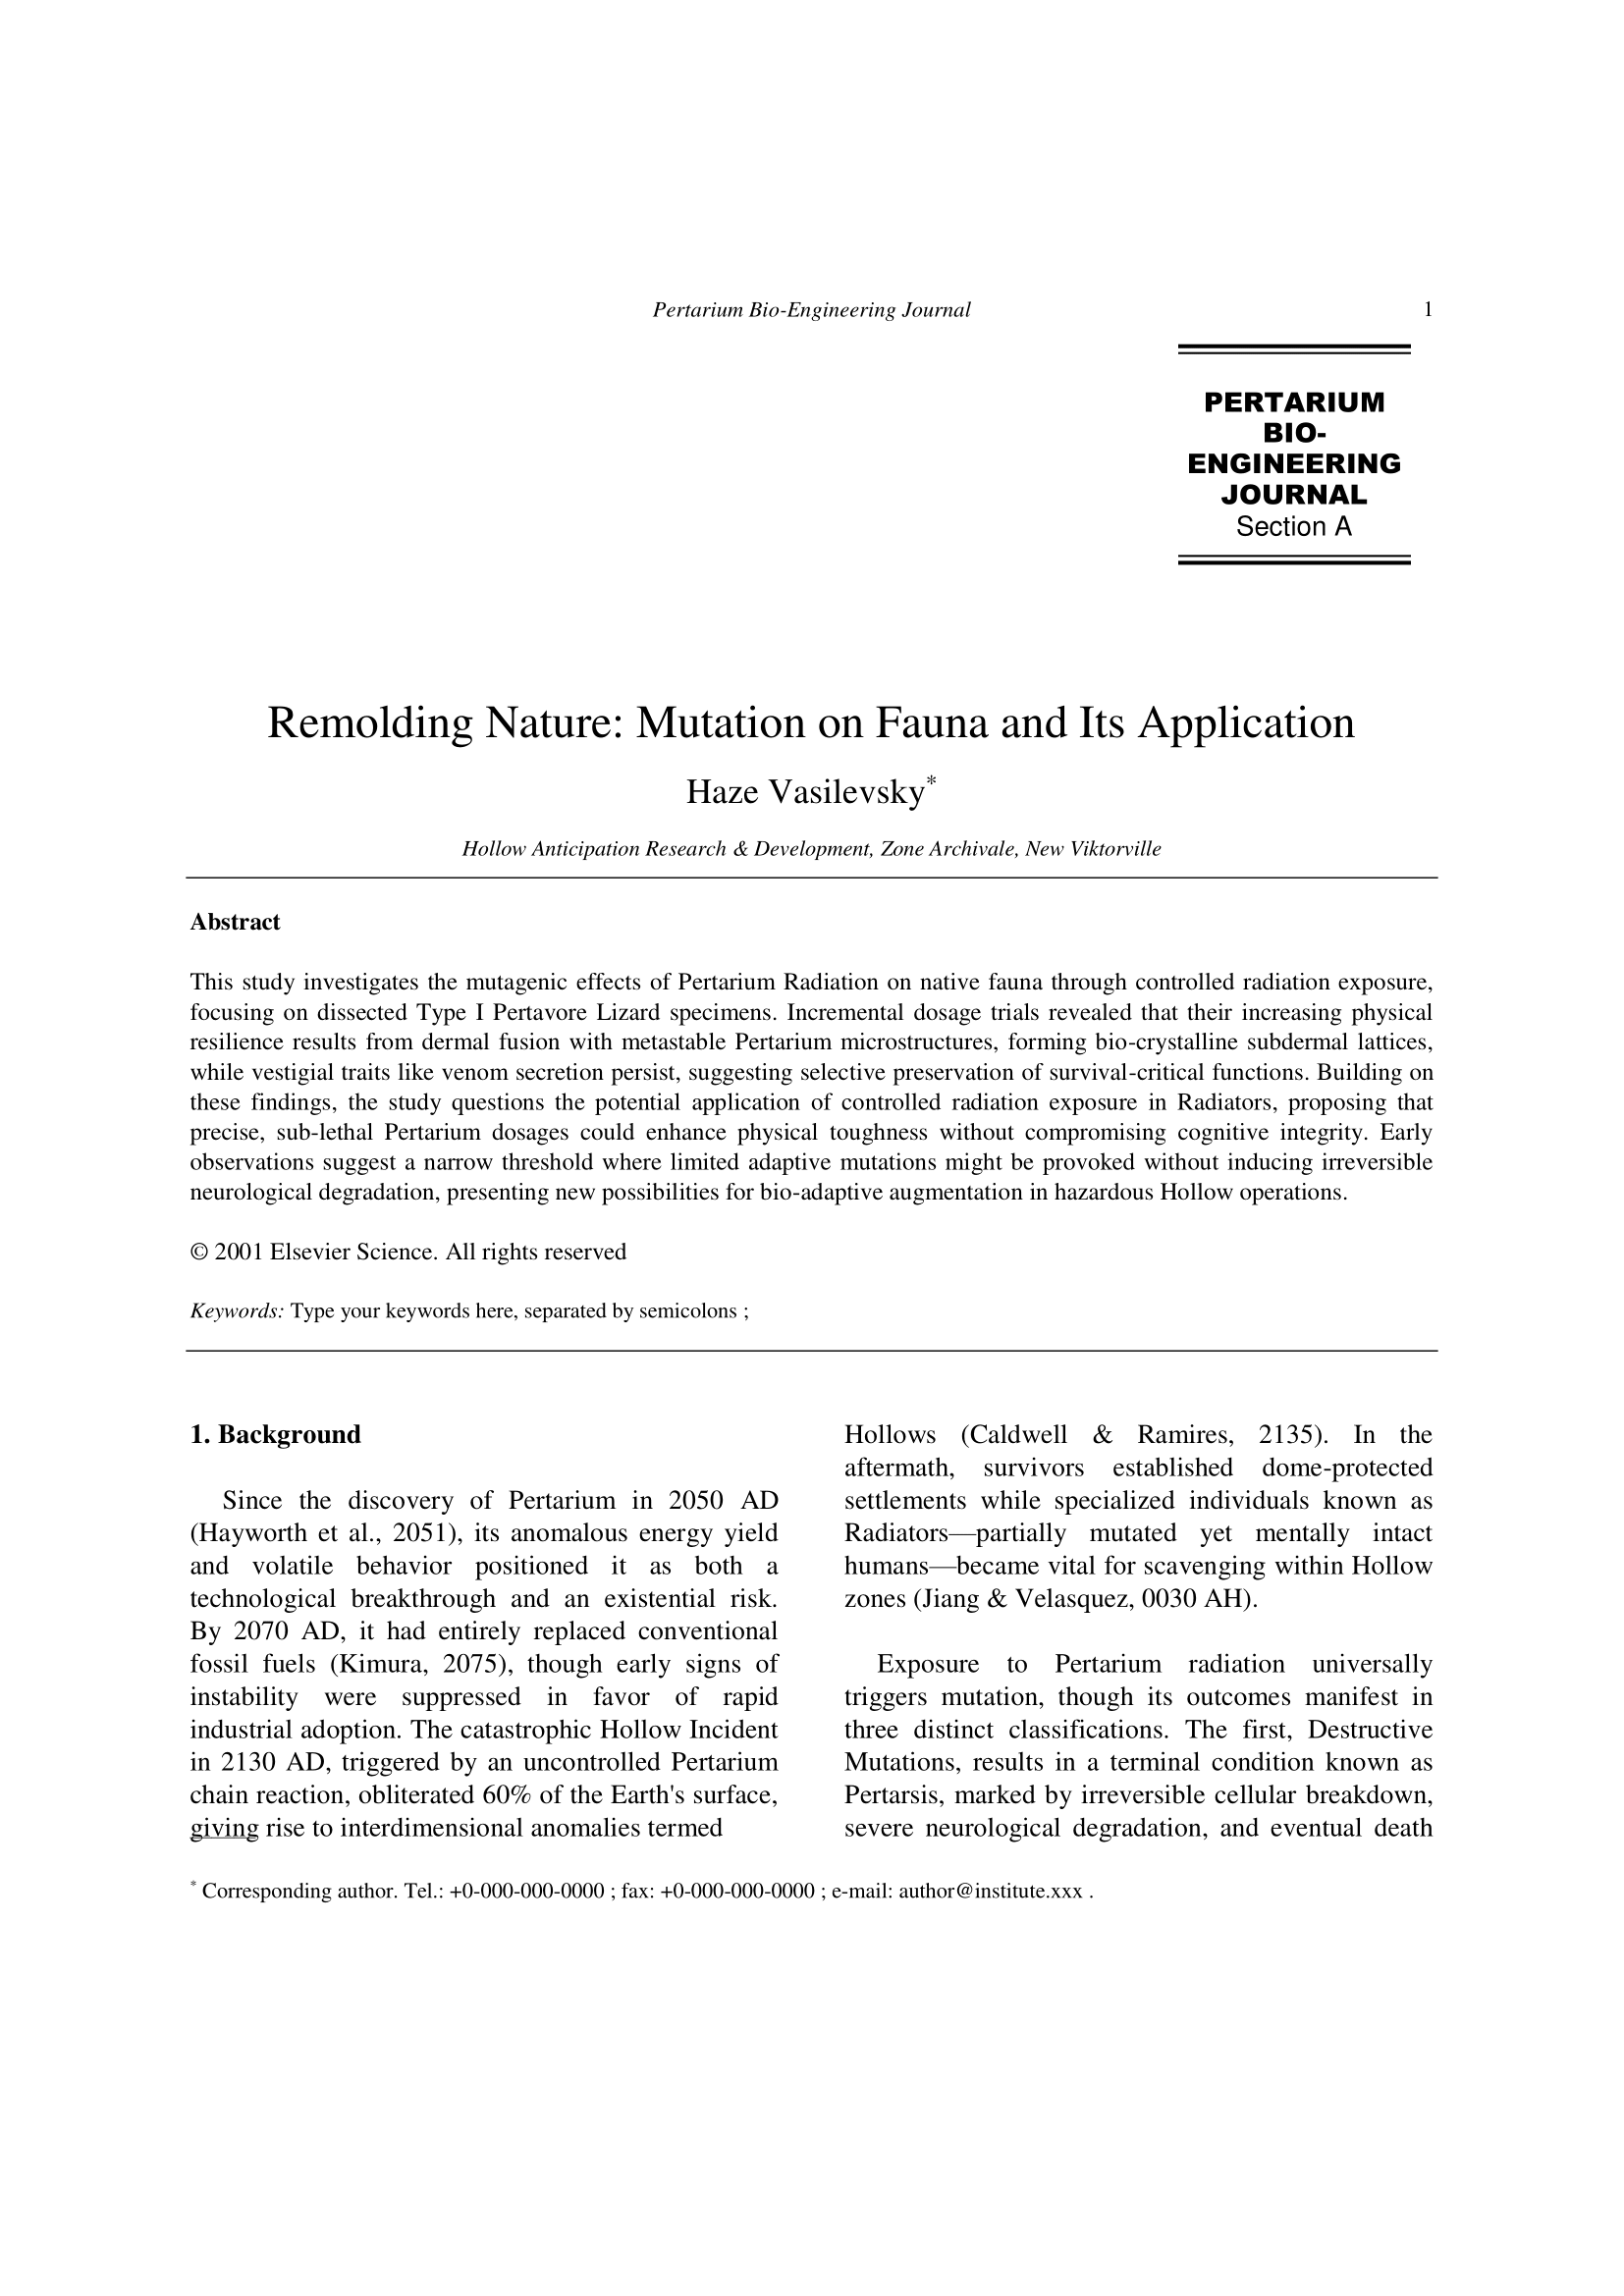 Pertarium Bio-Engineering Journal
1
PERTARIUM
BIO-
ENGINEERING
JOURNAL
Section A
Remolding Nature: Mutation on Fauna and Its Application
Haze Vasilevsky*
Hollow Anticipation Research & Development, Zone Archivale, New Viktorville
Abstract
This study investigates the mutagenic effects of Pertarium Radiation on native fauna through controlled radiation exposure,
focusing on dissected Type I Pertavore Lizard specimens. Incremental dosage trials revealed that their increasing physical
resilience results from dermal fusion with metastable Pertarium microstructures, forming bio-crystalline subdermal lattices,
while vestigial traits like venom secretion persist, suggesting selective preservation of survival-critical functions. Building on
these findings, the study questions the potential application of controlled radiation exposure in Radiators, proposing that
precise, sub-lethal Pertarium dosages could enhance physical toughness without compromising cognitive integrity. Early
observations suggest a narrow threshold where limited adaptive mutations might be provoked without inducing irreversible
neurological degradation, presenting new possibilities for bio-adaptive augmentation in hazardous Hollow operations.
© 2001 Elsevier Science. All rights reserved
Keywords: Type your keywords here, separated by semicolons ;
1. Background
Since the discovery of Pertarium in 2050 AD
(Hayworth et al., 2051), its anomalous energy yield
and volatile behavior positioned it as both a
technological breakthrough and an existential risk.
By 2070 AD, it had entirely replaced conventional
fossil fuels (Kimura, 2075), though early signs of
instability were suppressed in favor of rapid
industrial adoption. The catastrophic Hollow Incident
in 2130 AD, triggered by an uncontrolled Pertarium
chain reaction, obliterated 60% of the Earth's surface,
giving rise to interdimensional anomalies termed
Hollows (Caldwell & Ramires, 2135). In the
aftermath, survivors established dome-protected
settlements while specialized individuals known as
Radiators—partially mutated yet mentally intact
humans—became vital for scavenging within Hollow
zones (Jiang & Velasquez, 0030 AH).
Exposure to Pertarium radiation universally
triggers mutation, though its outcomes manifest in
three distinct classifications. The first, Destructive
Mutations, results in a terminal condition known as
Pertarsis, marked by irreversible cellular breakdown,
severe neurological degradation, and eventual death
* Corresponding author. Tel.: +0-000-000-0000 ; fax: +0-000-000-0000 ; e-mail: author@institute.xxx .